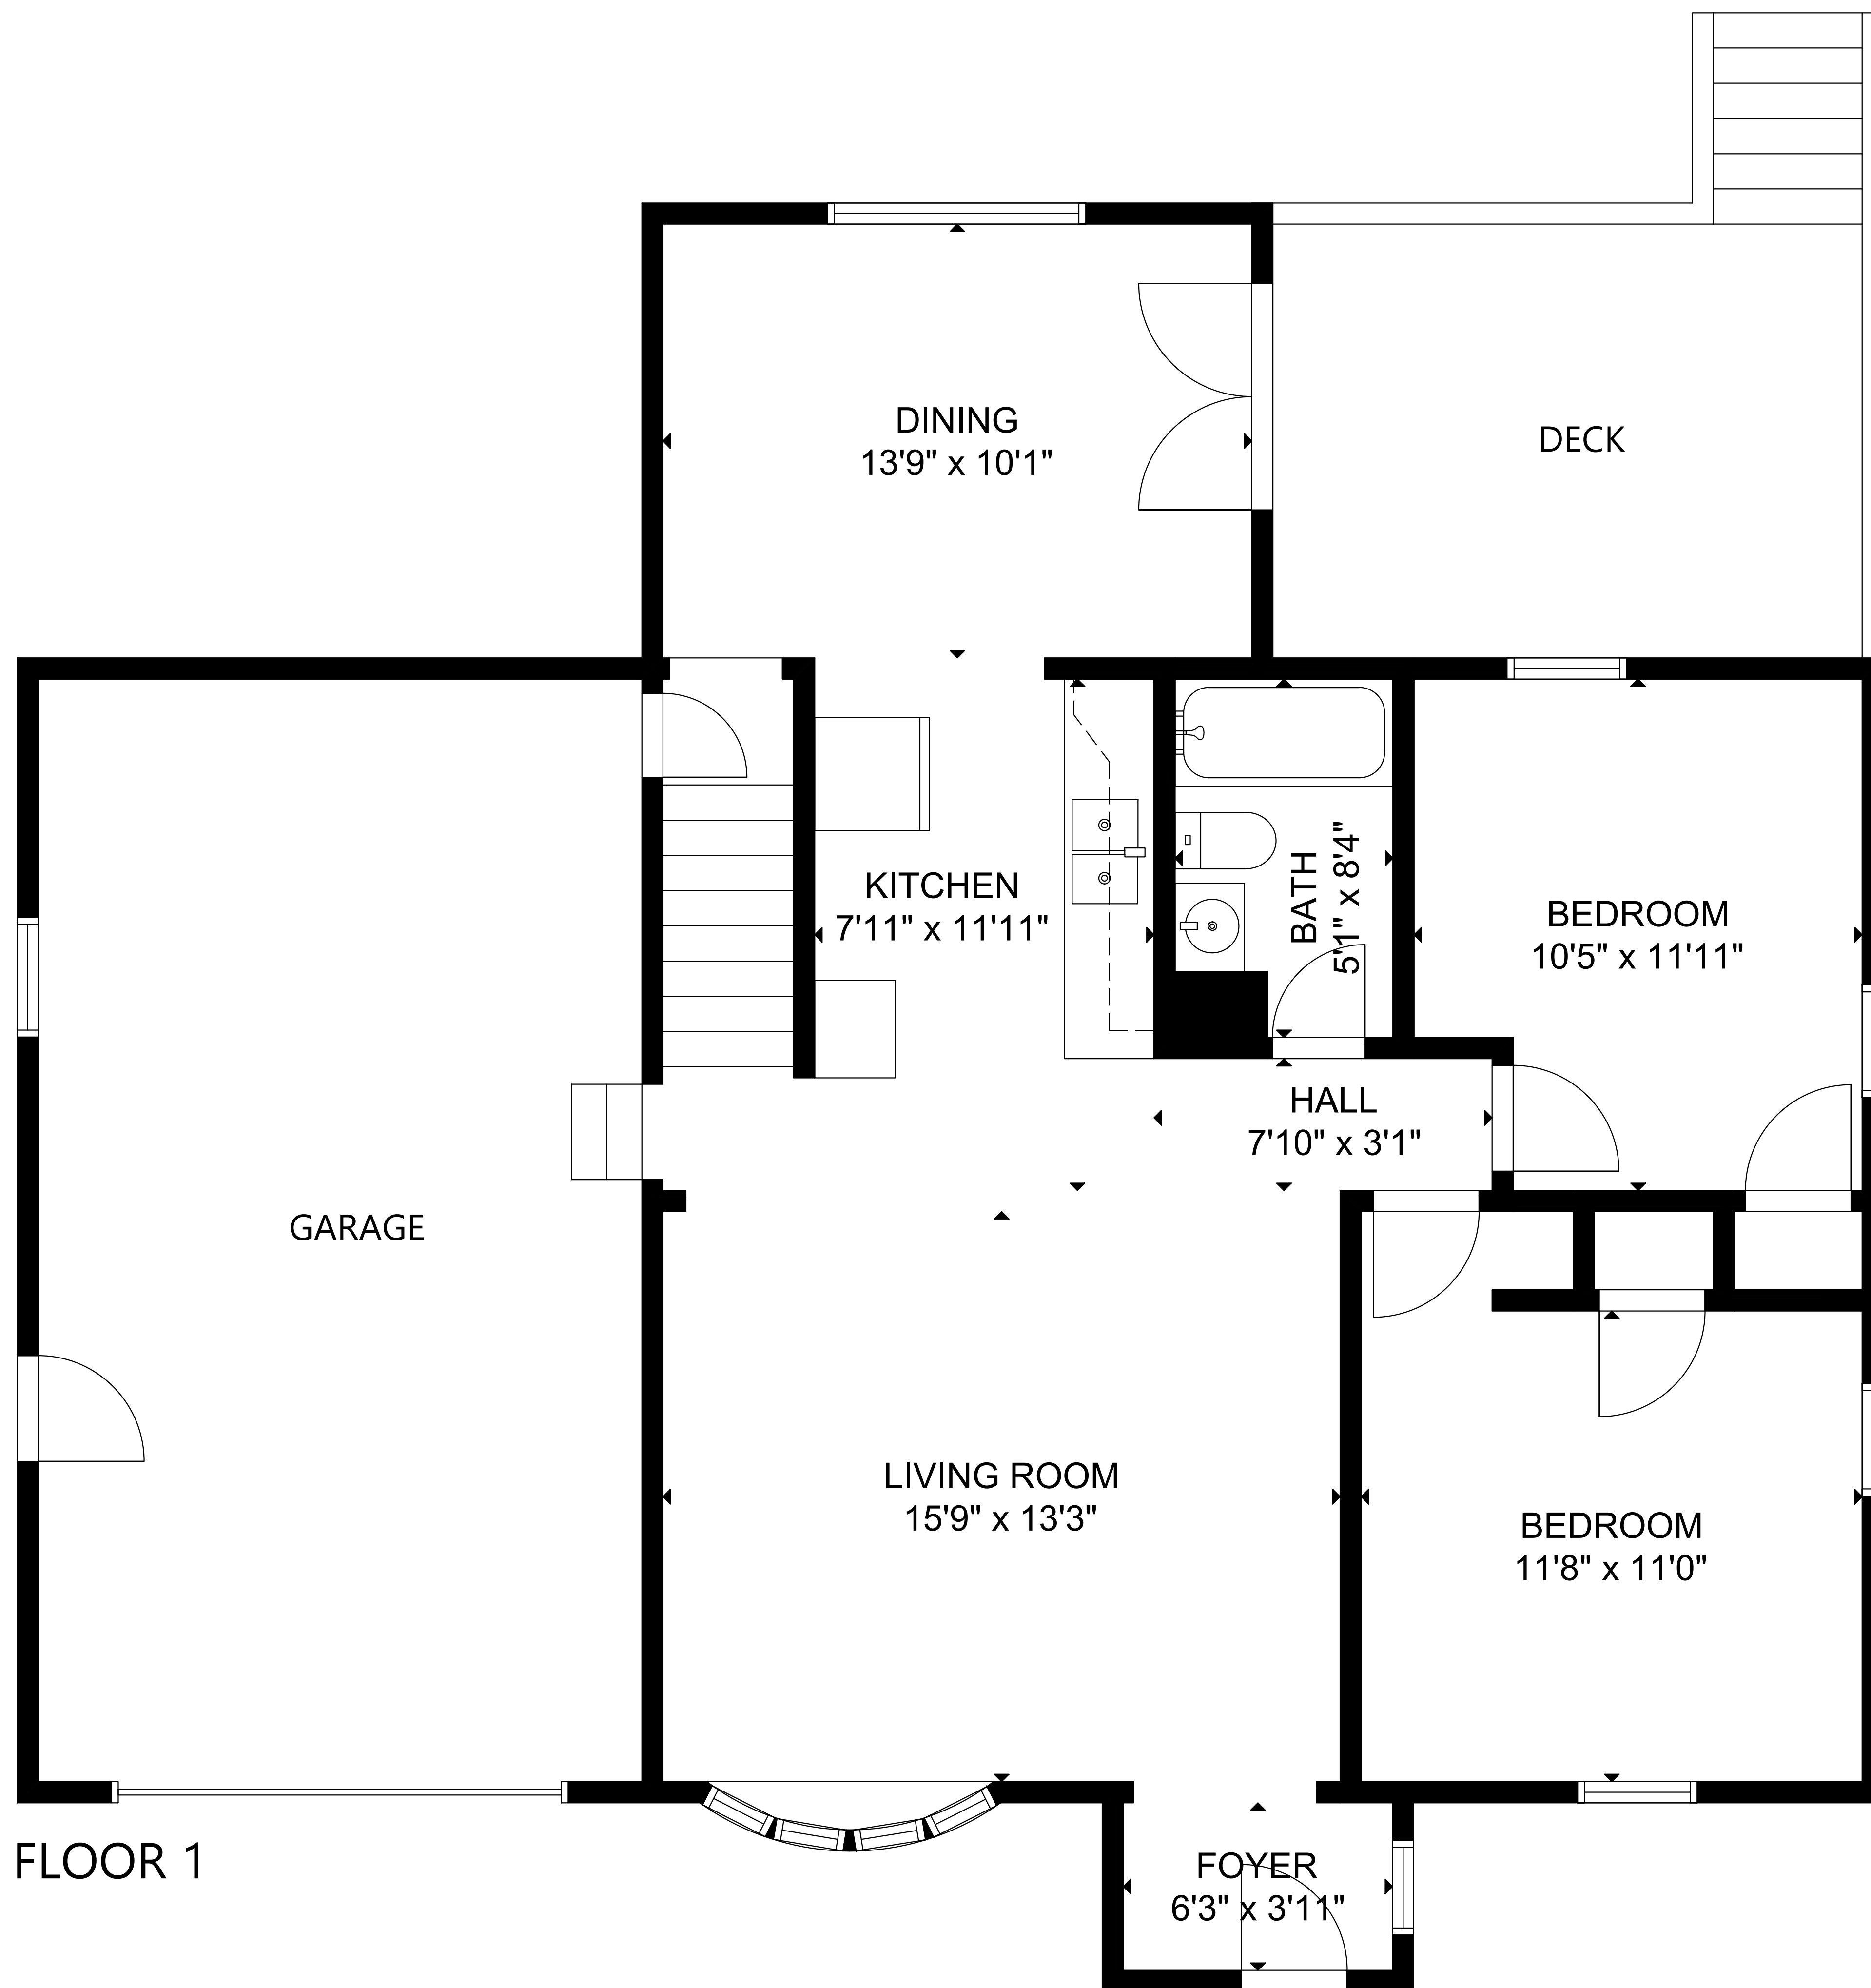 DINING
13'9" x 10'1"
DECK
KITCHEN
7'11" x 11'11"
BATH
5'1" x 8'4"
BEDROOM
10'5" x 11'11"
HALL
7'10" x 3'1"
GARAGE
LIVING ROOM
15'9" x 13'3"
BEDROOM
11'8" x 11'0"
FLOOR 1
FOYER
6'3" x 3'11"